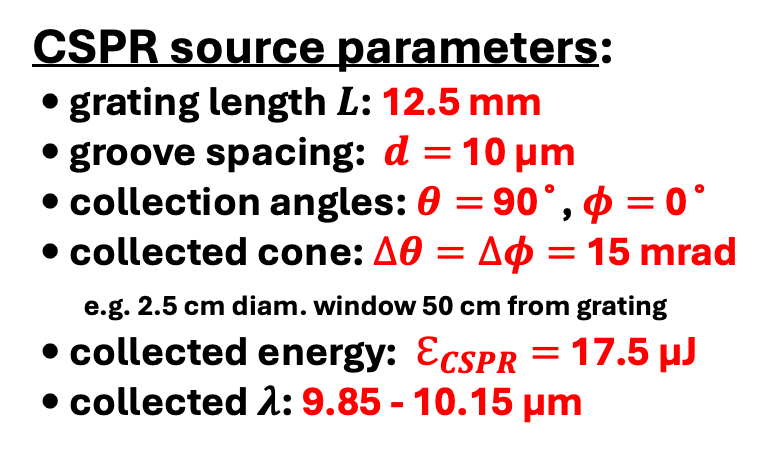 CSPR source parameters:
• grating length L: 12.5 mm
• groove spacing: d = 10 µm
• collection angles: θ = 90°, ϕ = 0°
• collected cone: Δθ = Δϕ = 15 mrad
e.g. 2.5 cm diam. window 50 cm from grating
• collected energy: ℰCSPR = 17.5 µJ
• collected λ: 9.85 - 10.15 µm